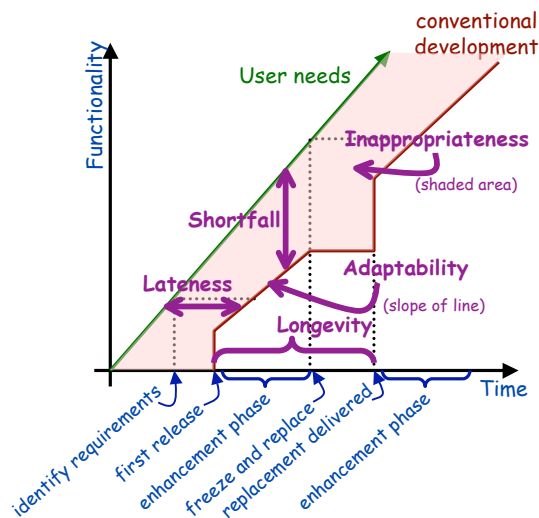 conventional
development
User needs
Functionality
Inappropriateness
(shaded area)
Shortfall
Adaptability
Lateness
(slope of line)
Longevity
Time
identify requirements
first release
enhancement phase
freeze and replace
replacement delivered
enhancement phase